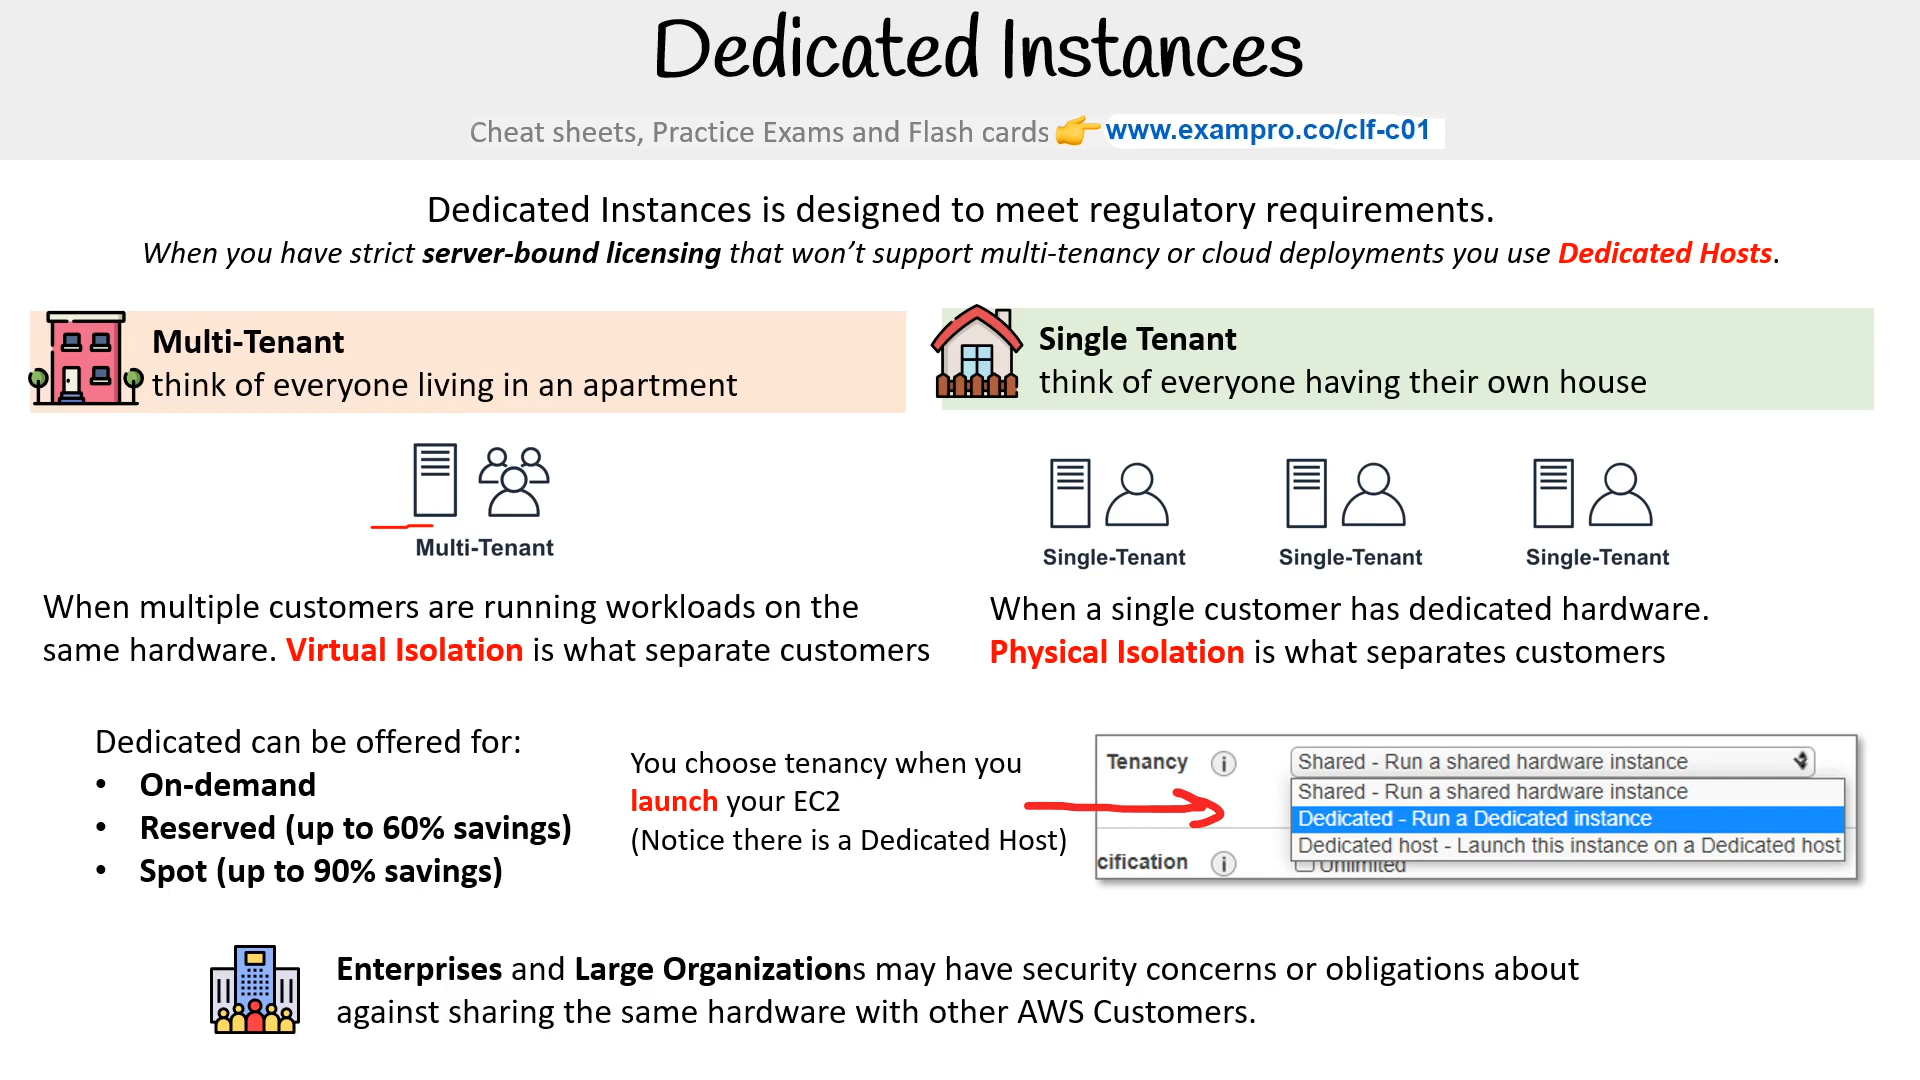 Dedicated Instances
Cheat sheets, Practice Exams and Flash cards 👉 www.exampro.co/clf-c01
Dedicated Instances is designed to meet regulatory requirements.
When you have strict server-bound licensing that won't support multi-tenancy or cloud deployments you use Dedicated Hosts.
Multi-Tenant
think of everyone living in an apartment
Single Tenant
think of everyone having their own house
Multi-Tenant
Single-Tenant
Single-Tenant
Single-Tenant
When multiple customers are running workloads on the
same hardware. Virtual Isolation is what separate customers
When a single customer has dedicated hardware.
Physical Isolation is what separates customers
Dedicated can be offered for:
• On-demand
• Reserved (up to 60% savings)
• Spot (up to 90% savings)
You choose tenancy when you
launch your EC2
(Notice there is a Dedicated Host)
Tenancy
Shared - Run a shared hardware instance
Shared - Run a shared hardware instance
Dedicated - Run a Dedicated instance
Dedicated host - Launch this instance on a Dedicated host
cification
Unlimited
Enterprises and Large Organizations may have security concerns or obligations about
against sharing the same hardware with other AWS Customers.